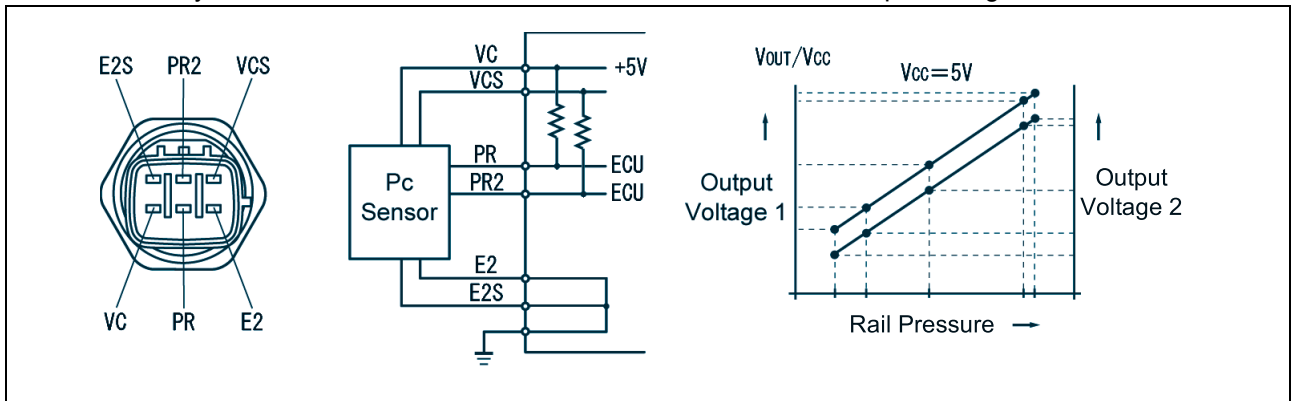 E2S PR2 VCS
VC PR E2
VC
+5V
VCS
PR
ECU
PR2
ECU
Pc
Sensor
E2
E2S
VOUT/VCC
VCC=5V
Output
Voltage 1
Output
Voltage 2
Rail Pressure